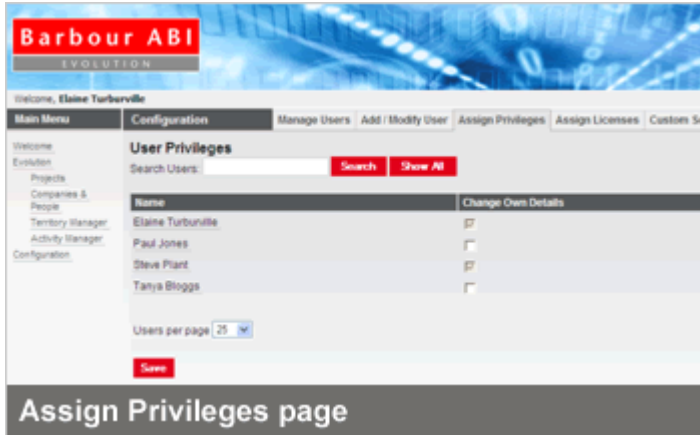 Barbour ABI
EVOLUTION
Welcome, Elaine Turburville
Main Menu
Configuration
Manage Users
Add / Modify User
Assign Privileges
Assign Licenses
Custom Se
Welcome
Evolution
Projects
Companies &
People
Territory Manager
Activity Manager
Configuration
User Privileges
Search Users:
Search
Show All
Name
Change Own Details
Elaine Turburville
Paul Jones
Steve Plant
Tanya Bloggs
Users per page 25
Save
Assign Privileges page